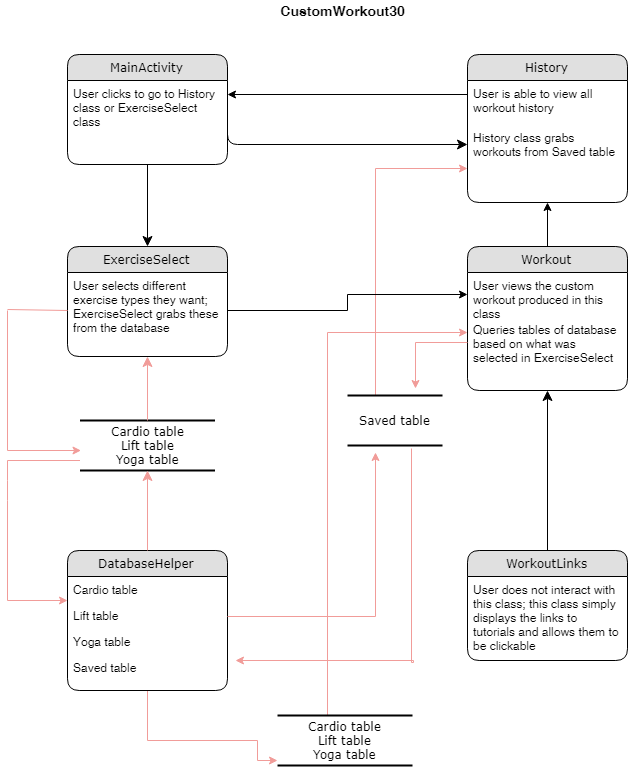 CustomWorkout30
MainActivity
User clicks to go to History
class or ExerciseSelect
class
History
User is able to view all
workout history
History class grabs
workouts from Saved table
ExerciseSelect
User selects different
exercise types they want;
ExerciseSelect grabs these
from the database
Workout
User views the custom
workout produced in this
class
Queries tables of database
based on what was
selected in ExerciseSelect
Cardio table
Lift table
Yoga table
Saved table
DatabaseHelper
Cardio table
Lift table
Yoga table
Saved table
WorkoutLinks
User does not interact with
this class; this class simply
displays the links to
tutorials and allows them to
be clickable
Cardio table
Lift table
Yoga table